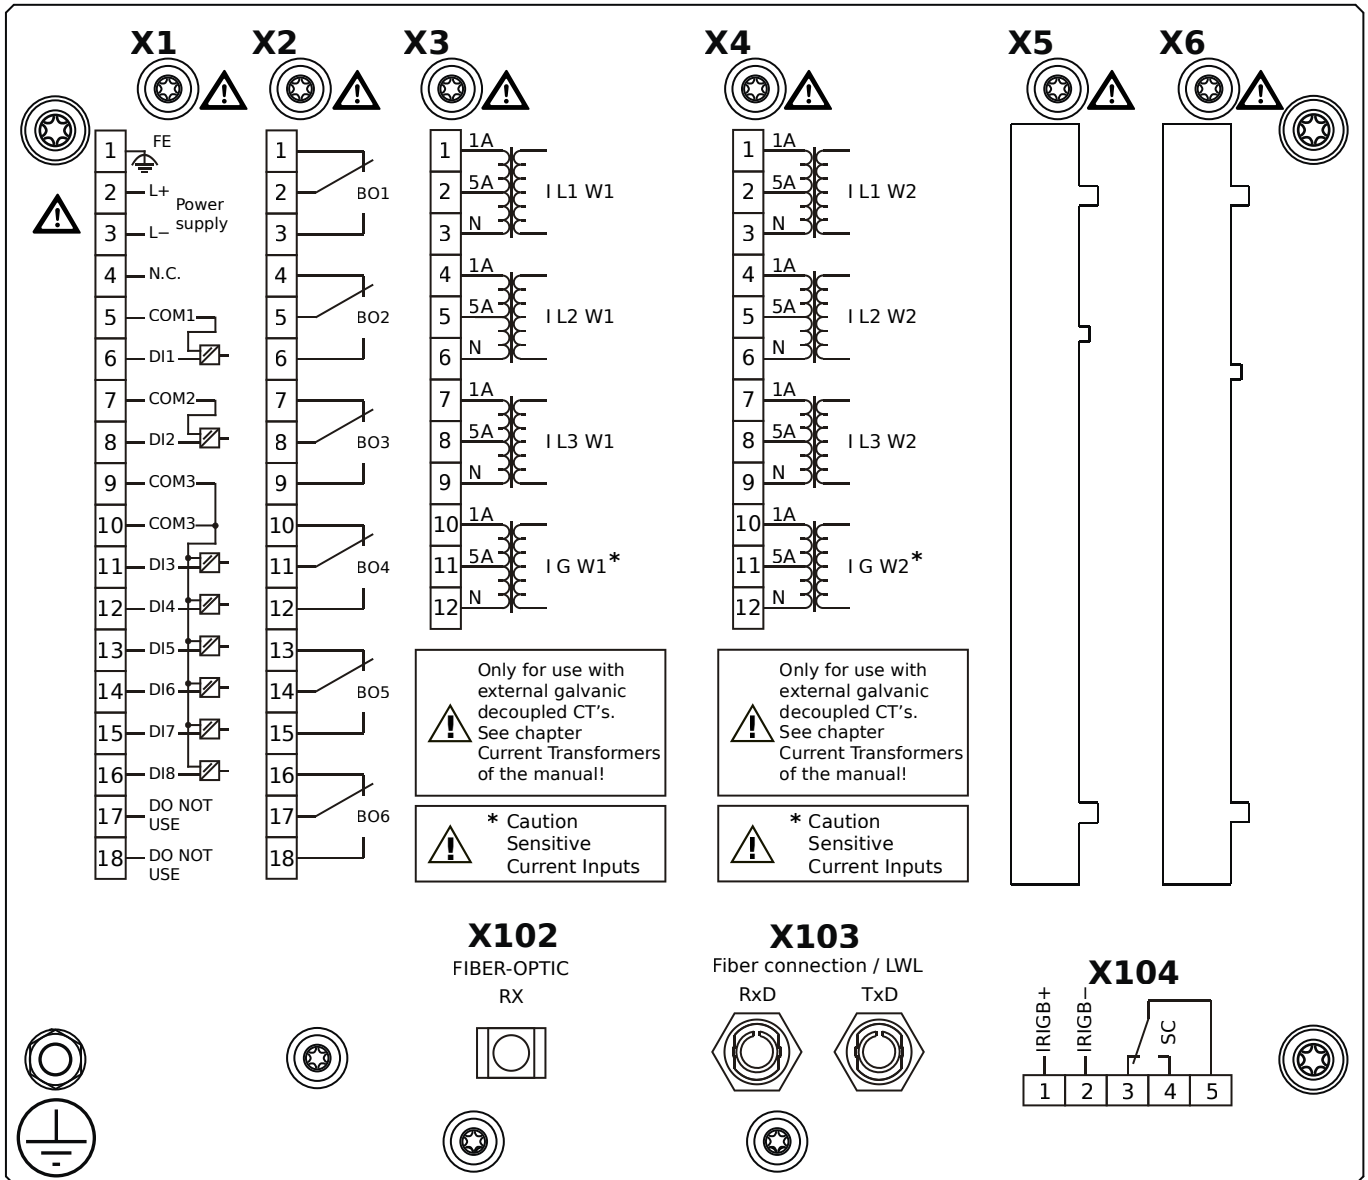 X1
X2
X3
X4
X5
X6
1 FE
2 L+
Power
supply
3 L−
4 N.C.
5 COM1
6 DI1
7 COM2
8 DI2
9 COM3
10 COM3
11 DI3
12 DI4
13 DI5
14 DI6
15 DI7
16 DI8
17 DO NOT
USE
18 DO NOT
USE
1
2 BO1
3
4
5 BO2
6
7
8 BO3
9
10
11 BO4
12
13
14 BO5
15
16
17 BO6
18
1 1A
2 5A I L1 W1
3 N
4 1A
5 5A I L2 W1
6 N
7 1A
8 5A I L3 W1
9 N
10 1A
11 5A I G W1*
12 N
Only for use with
external galvanic
decoupled CT's.
See chapter
Current Transformers
of the manual!
* Caution
Sensitive
Current Inputs
1 1A
2 5A I L1 W2
3 N
4 1A
5 5A I L2 W2
6 N
7 1A
8 5A I L3 W2
9 N
10 1A
11 5A I G W2*
12 N
Only for use with
external galvanic
decoupled CT's.
See chapter
Current Transformers
of the manual!
* Caution
Sensitive
Current Inputs
X102
FIBER-OPTIC
RX
X103
Fiber connection / LWL
RxD TxD
X104
IRIGB+
IRIGB−
SC
1 2 3 4 5